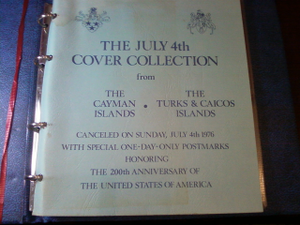 THE JULY 4th
COVER COLLECTION
from
THE
CAYMAN
ISLANDS
•
THE
TURKS & CAICOS
ISLANDS
CANCELED ON SUNDAY, JULY 4th 1976
WITH SPECIAL ONE-DAY-ONLY POSTMARKS
HONORING
THE 200th ANNIVERSARY OF
THE UNITED STATES OF AMERICA